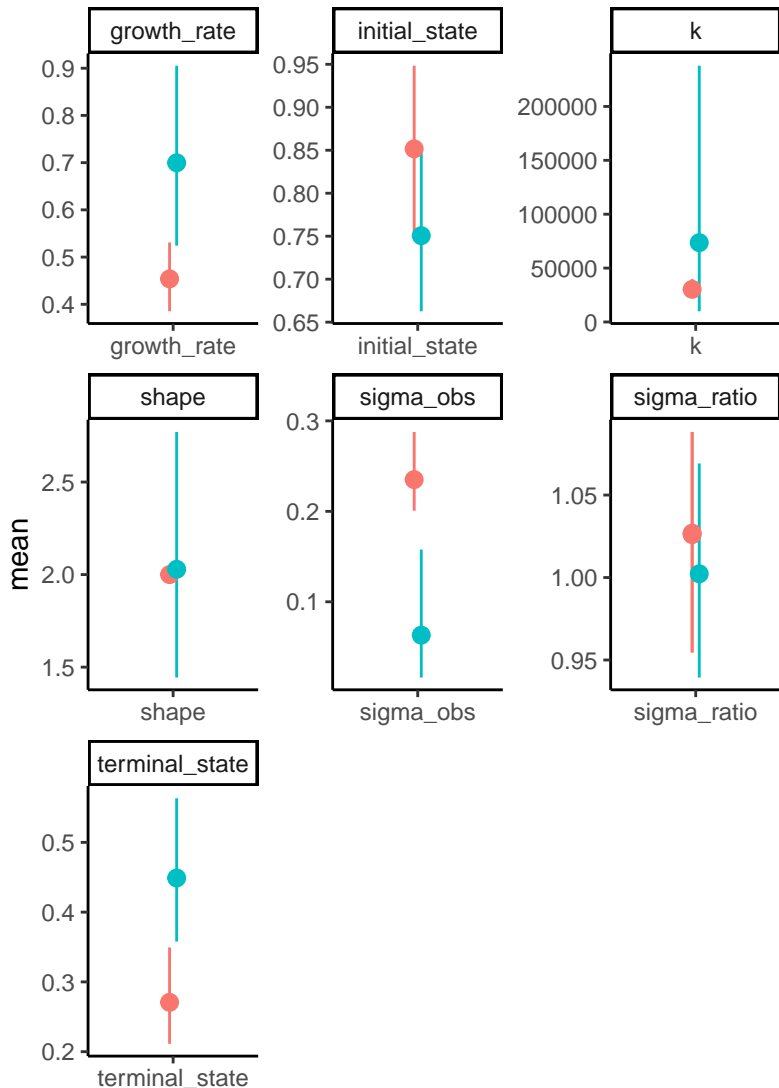 growth_rate
initial_state
k
0.9
0.8
0.7
0.6
0.5
0.4
0.95
0.90
0.85
0.80
0.75
0.70
0.65
200000
150000
100000
50000
0
growth_rate
initial_state
k
shape
sigma_obs
sigma_ratio
mean
2.5
2.0
1.5
0.3
0.2
0.1
1.05
1.00
0.95
shape
sigma_obs
sigma_ratio
terminal_state
0.5
0.4
0.3
0.2
terminal_state